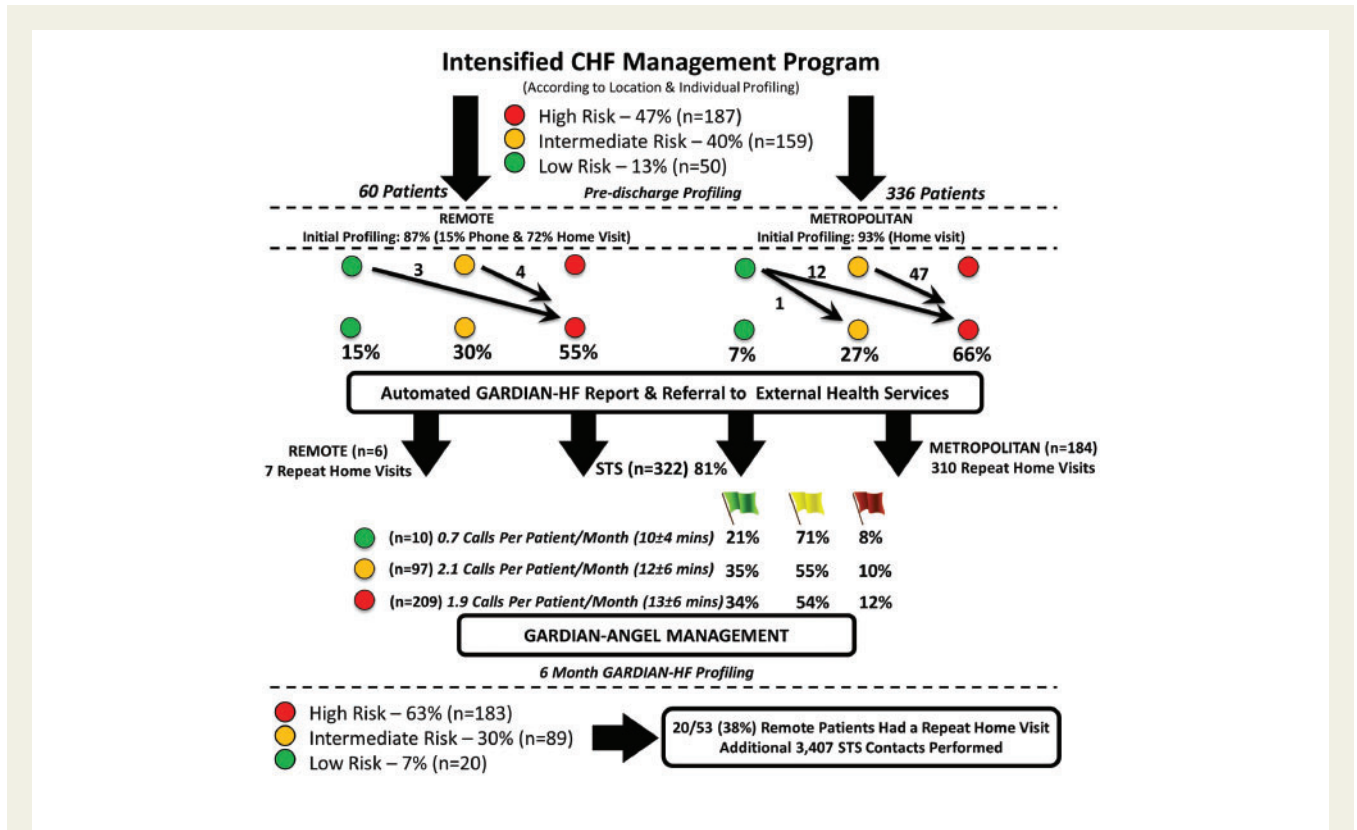 Intensified CHF Management Program
(According to Location & Individual Profiling)
High Risk – 47% (n=187)
Intermediate Risk – 40% (n=159)
Low Risk – 13% (n=50)
60 Patients Pre-discharge Profiling 336 Patients
REMOTE METROPOLITAN
Initial Profiling: 87% (15% Phone & 72% Home Visit) Initial Profiling: 93% (Home visit)
3 4 12 47
1
15% 30% 55% 7% 27% 66%
Automated GARDIAN-HF Report & Referral to External Health Services
REMOTE (n=6)
7 Repeat Home Visits
STS (n=322) 81%
METROPOLITAN (n=184)
310 Repeat Home Visits
(n=10) 0.7 Calls Per Patient/Month (10±4 mins) 21% 71% 8%
(n=97) 2.1 Calls Per Patient/Month (12±6 mins) 35% 55% 10%
(n=209) 1.9 Calls Per Patient/Month (13±6 mins) 34% 54% 12%
GARDIAN-ANGEL MANAGEMENT
6 Month GARDIAN-HF Profiling
High Risk – 63% (n=183)
Intermediate Risk – 30% (n=89)
Low Risk – 7% (n=20)
20/53 (38%) Remote Patients Had a Repeat Home Visit
Additional 3,407 STS Contacts Performed